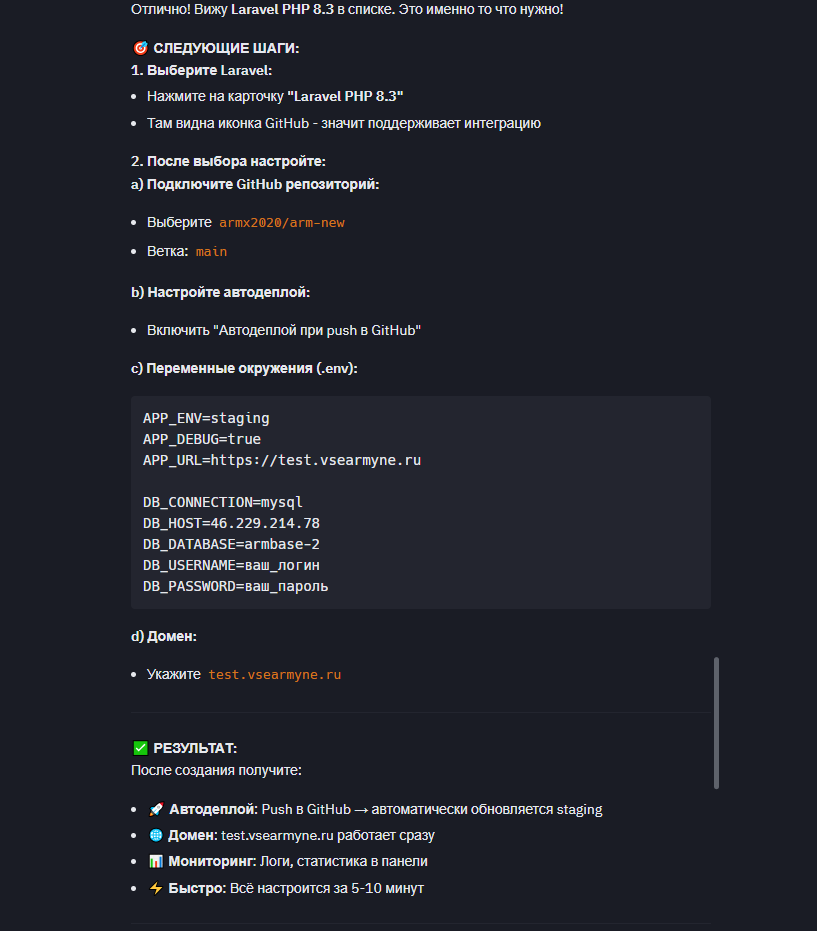 Отлично! Вижу Laravel PHP 8.3 в списке. Это именно то что нужно!
🎯 СЛЕДУЮЩИЕ ШАГИ:
1. Выберите Laravel:
• Нажмите на карточку "Laravel PHP 8.3"
• Там видна иконка GitHub - значит поддерживает интеграцию
2. После выбора настройте:
a) Подключите GitHub репозиторий:
• Выберите armx2020/arm-new
• Ветка: main
b) Настройте автодеплой:
• Включить "Автодеплой при push в GitHub"
c) Переменные окружения (.env):
APP_ENV=staging
APP_DEBUG=true
APP_URL=https://test.vsearmyne.ru
DB_CONNECTION=mysql
DB_HOST=46.229.214.78
DB_DATABASE=armbase-2
DB_USERNAME=ваш_логин
DB_PASSWORD=ваш_пароль
d) Домен:
• Укажите test.vsearmyne.ru
✅ РЕЗУЛЬТАТ:
После создания получите:
• 🚀 Автодеплой: Push в GitHub → автоматически обновляется staging
• 🌐 Домен: test.vsearmyne.ru работает сразу
• 📊 Мониторинг: Логи, статистика в панели
• ⚡ Быстро: Всё настроится за 5-10 минут